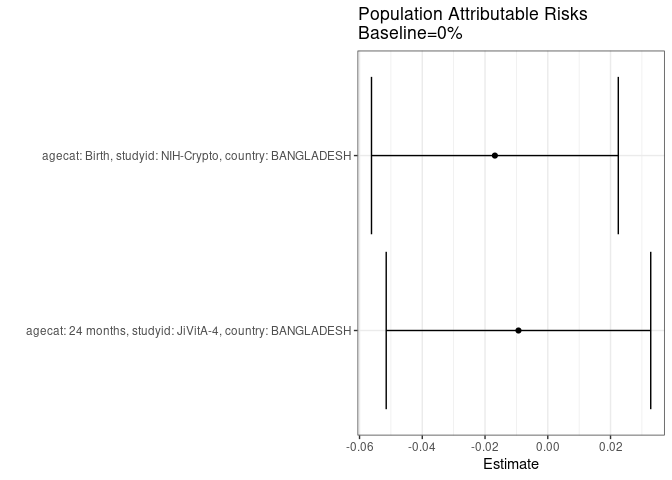 Population Attributable Risks
Baseline=0%
agecat: Birth, studyid: NIH-Crypto, country: BANGLADESH
agecat: 24 months, studyid: JiVitA-4, country: BANGLADESH
-0.06 -0.04 -0.02 0.00 0.02
Estimate